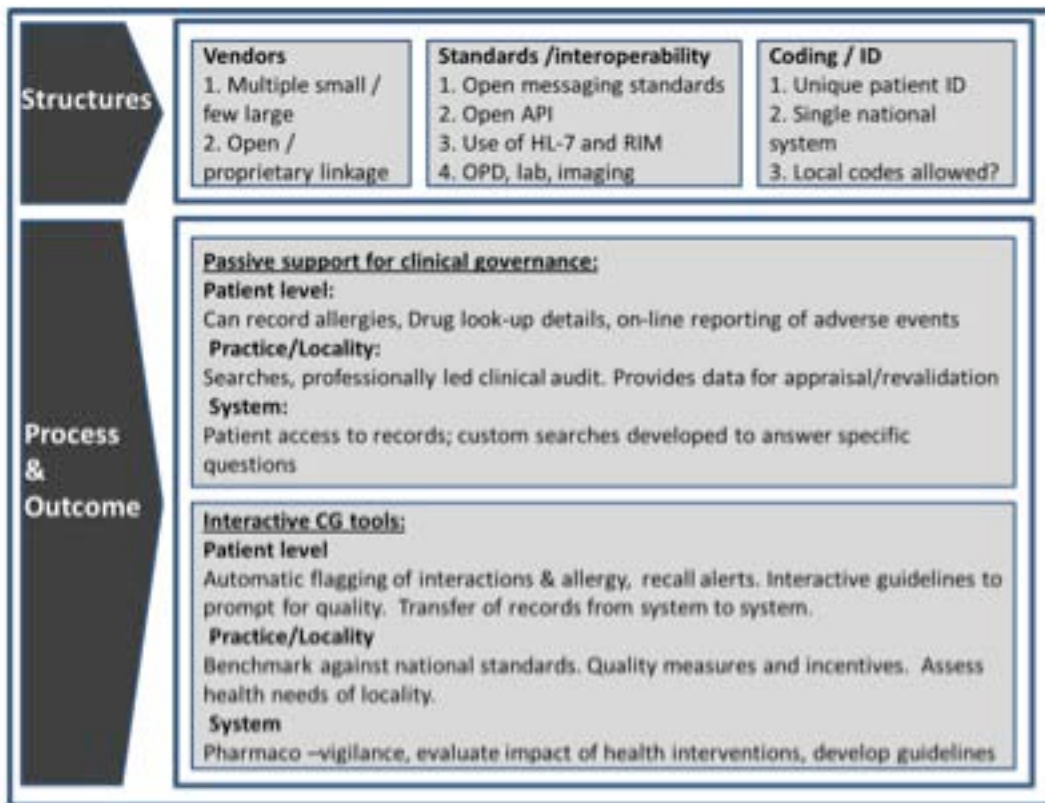 Structures
Vendors
1. Multiple small /
few large
2. Open /
proprietary linkage
Standards /interoperability
1. Open messaging standards
2. Open API
3. Use of HL-7 and RIM
4. OPD, lab, imaging
Coding / ID
1. Unique patient ID
2. Single national
system
3. Local codes allowed?
Process
&
Outcome
Passive support for clinical governance:
Patient level:
Can record allergies, Drug look-up details, on-line reporting of adverse events
Practice/Locality:
Searches, professionally led clinical audit. Provides data for appraisal/revalidation
System:
Patient access to records; custom searches developed to answer specific
questions
Interactive CG tools:
Patient level
Automatic flagging of interactions & allergy, recall alerts. Interactive guidelines to
prompt for quality. Transfer of records from system to system.
Practice/Locality
Benchmark against national standards. Quality measures and incentives. Assess
health needs of locality.
System
Pharmaco –vigilance, evaluate impact of health interventions, develop guidelines